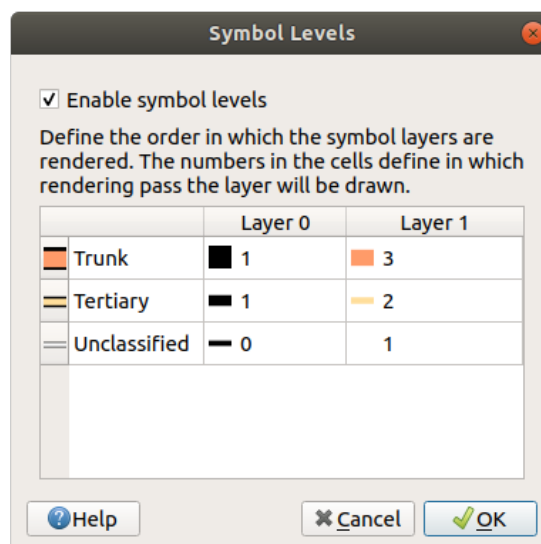 Symbol Levels
Enable symbol levels
Define the order in which the symbol layers are
rendered. The numbers in the cells define in which
rendering pass the layer will be drawn.
Layer 0 Layer 1
Trunk 1 3
Tertiary 1 2
Unclassified 0 1
Help Cancel OK